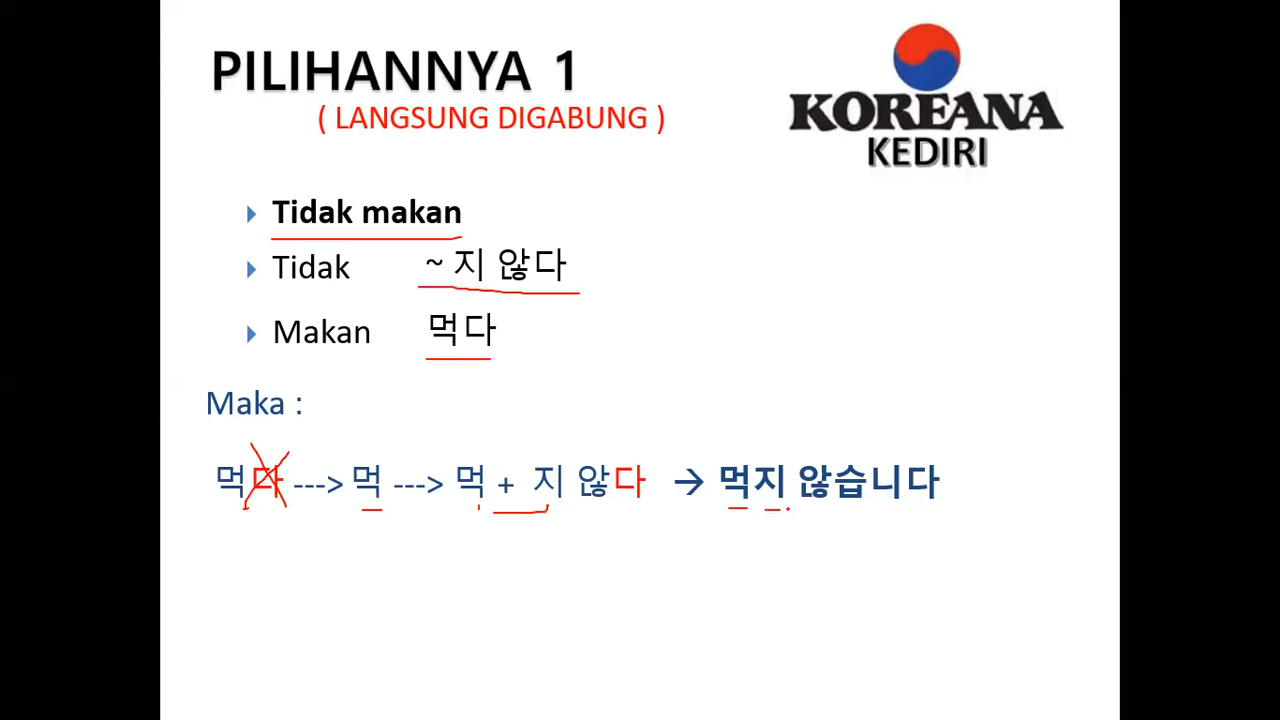 PILIHANNYA 1
( LANGSUNG DIGABUNG )
KOREANA
KEDIRI
Tidak makan
Tidak ~ 지 않다
Makan 먹다
Maka :
먹다 ---> 먹 ---> 먹 + 지 않다 → 먹지 않습니다